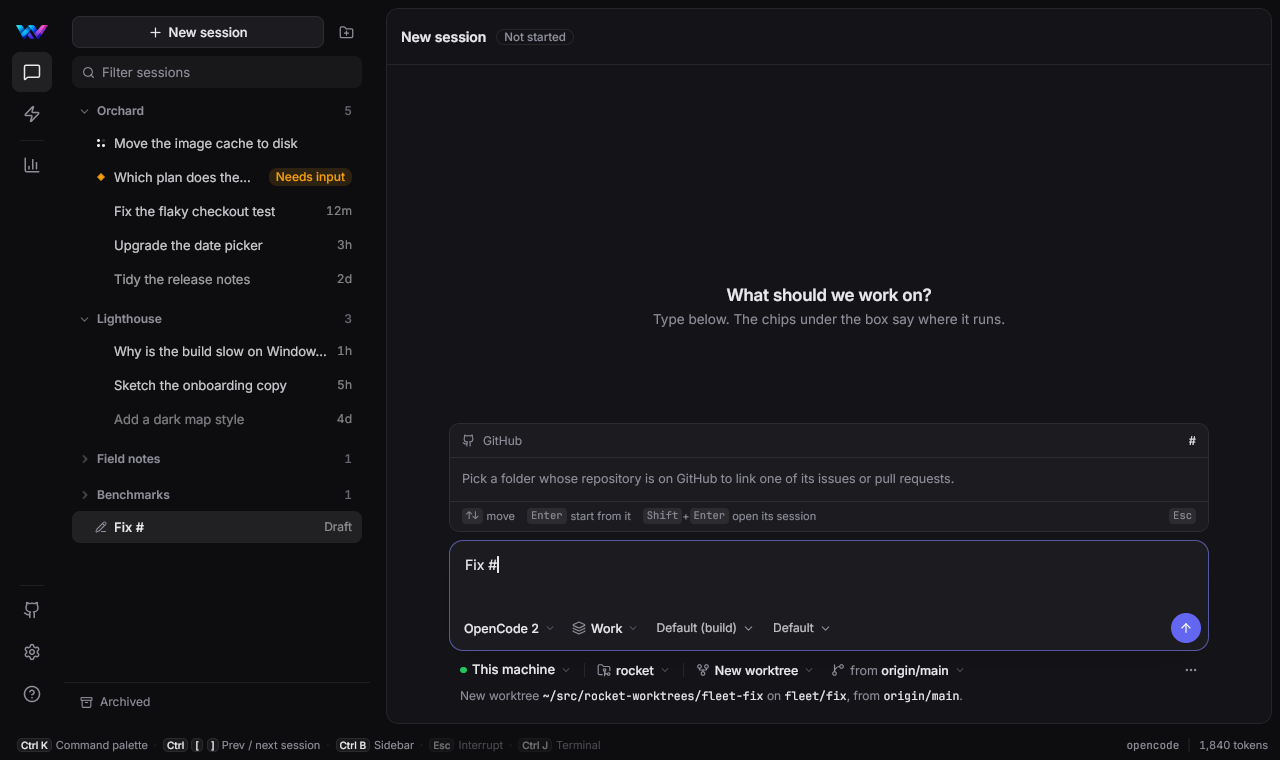 New session
Filter sessions
Orchard 5
Move the image cache to disk
Which plan does the... Needs input
Fix the flaky checkout test 12m
Upgrade the date picker 3h
Tidy the release notes 2d
Lighthouse 3
Why is the build slow on Window... 1h
Sketch the onboarding copy 5h
Add a dark map style 4d
Field notes 1
Benchmarks 1
Fix # Draft
Archived
New session Not started
What should we work on?
Type below. The chips under the box say where it runs.
GitHub #
Pick a folder whose repository is on GitHub to link one of its issues or pull requests.
↑↓ move Enter start from it Shift+Enter open its session Esc
Fix #
OpenCode 2 Work Default (build) Default
This machine rocket New worktree from origin/main ...
New worktree ~/src/rocket-worktrees/fleet-fix on fleet/fix, from origin/main.
Ctrl K Command palette · Ctrl [ ] Prev / next session · Ctrl B Sidebar · Esc Interrupt · Ctrl J Terminal opencode 1,840 tokens